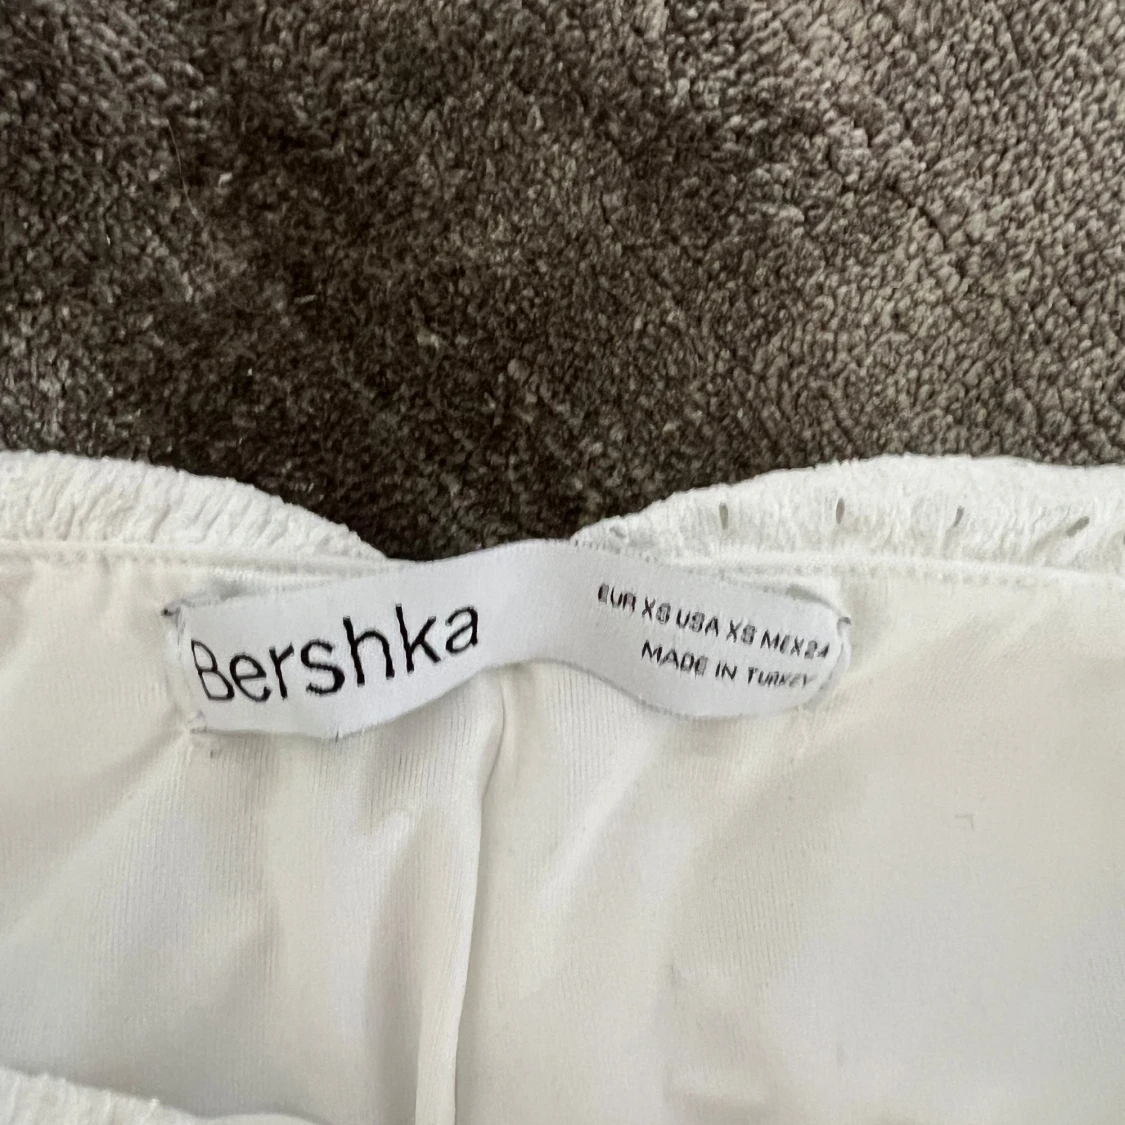 Bershka
EUR XS USA XS MEX 24
MADE IN TURKEY